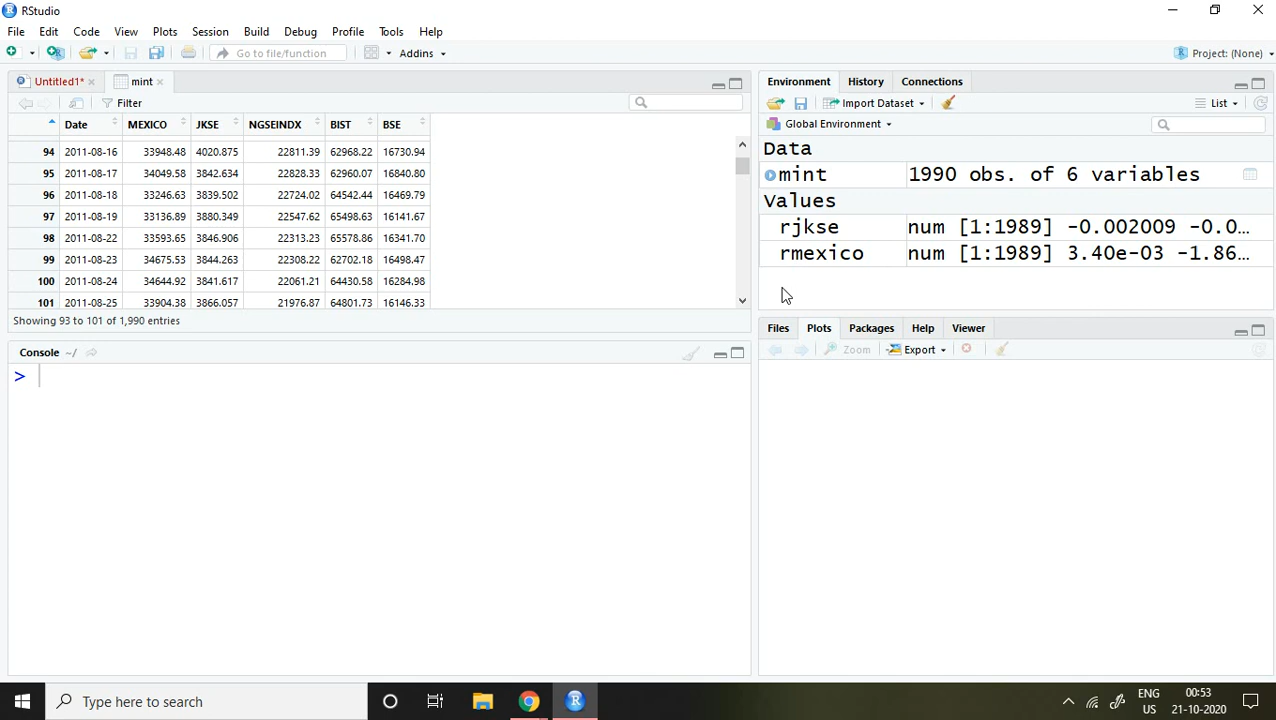 RStudio
File Edit Code View Plots Session Build Debug Profile Tools Help
Go to file/function Addins Project: (None)
Untitled1* mint
Filter
Date MEXICO JKSE NGSEINDX BIST BSE
94 2011-08-16 33948.48 4020.875 22811.39 62968.22 16730.94
95 2011-08-17 34049.58 3842.634 22828.33 62960.07 16840.80
96 2011-08-18 33246.63 3839.502 22724.02 64542.44 16469.79
97 2011-08-19 33136.89 3880.349 22547.62 65498.63 16141.67
98 2011-08-22 33593.65 3846.906 22313.23 65578.86 16341.70
99 2011-08-23 34675.53 3844.263 22308.22 62702.18 16498.47
100 2011-08-24 34644.92 3841.617 22061.21 64430.58 16284.98
101 2011-08-25 33904.38 3866.057 21976.87 64801.73 16146.33
Showing 93 to 101 of 1,990 entries
Console ~/
>
Environment History Connections
Import Dataset List
Global Environment
Data
mint 1990 obs. of 6 variables
Values
rjkse num [1:1989] -0.002009 -0.0...
rmexico num [1:1989] 3.40e-03 -1.86...
Files Plots Packages Help Viewer
Zoom Export
Type here to search
ENG 00:53
US 21-10-2020